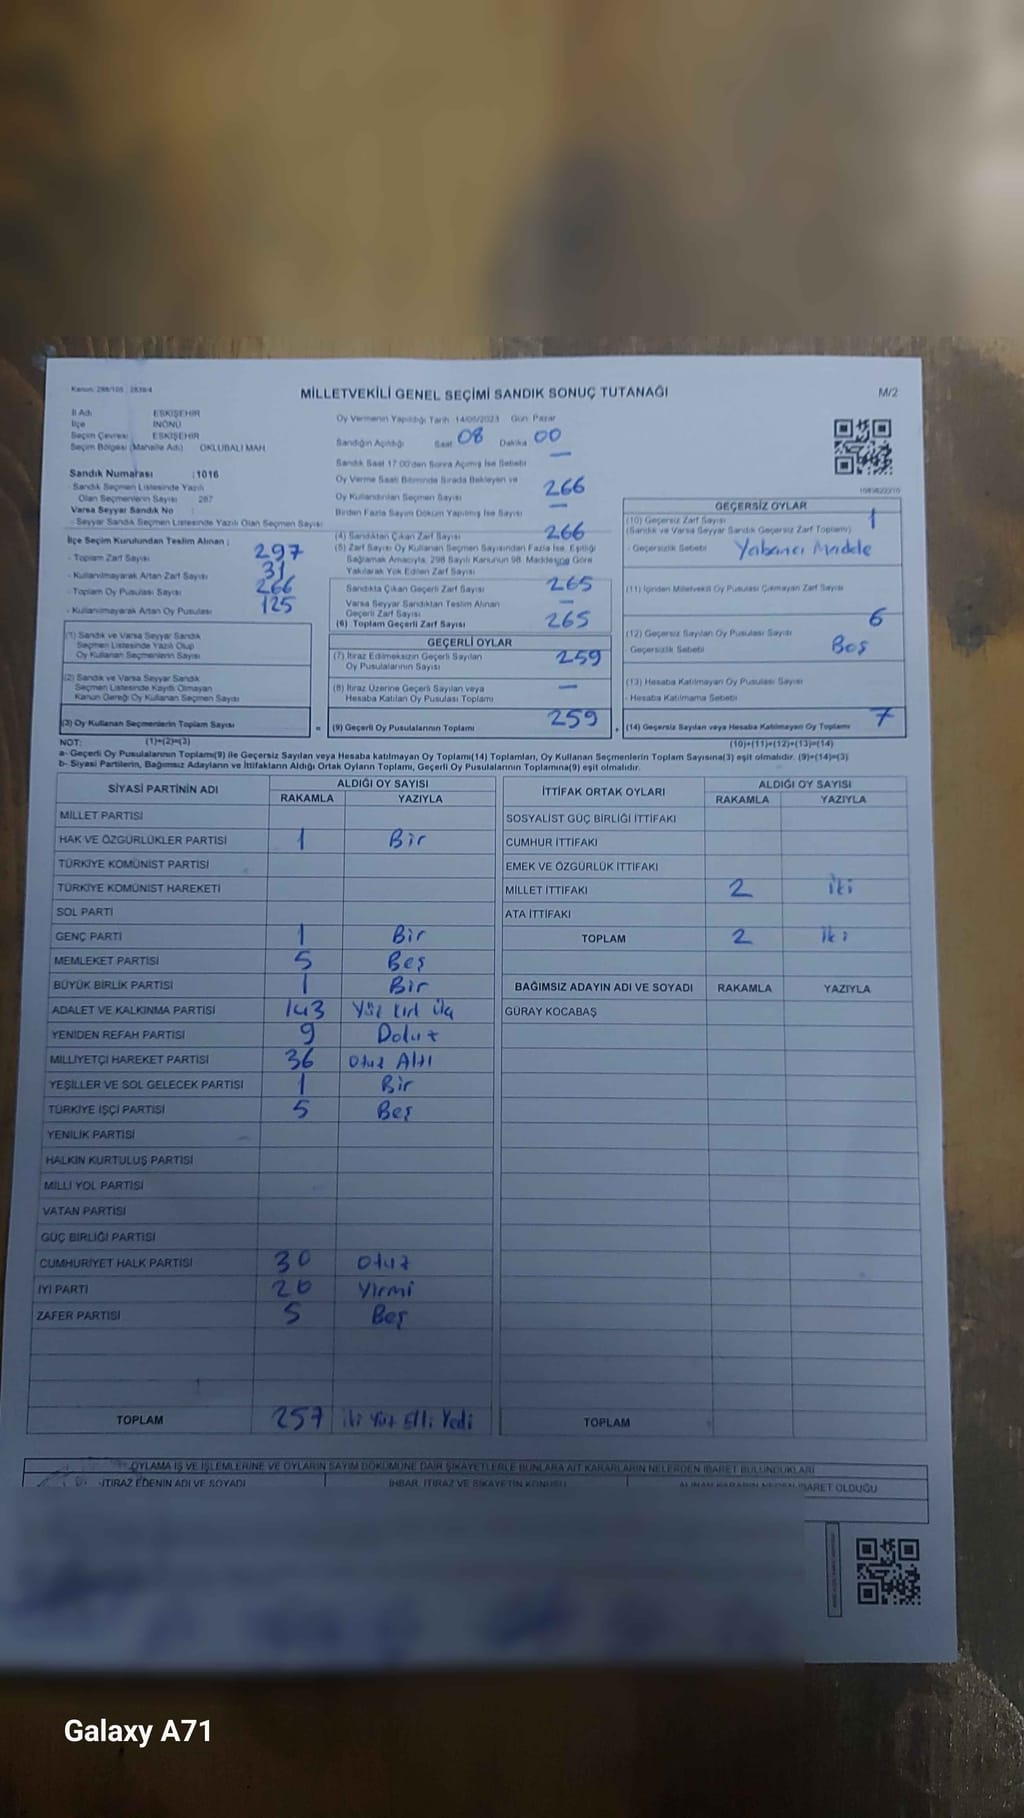 MİLLETVEKİLİ GENEL SEÇİMİ SANDIK SONUÇ TUTANAĞI
M/2
İl Adı ESKİŞEHİR
İlçe İNÖNÜ
Seçim Çevresi ESKİŞEHİR
Seçim Bölgesi (Mahalle Adı) OKLUBALI MAH
Sandık Numarası : 1016
- Sandık Seçmen Listesinde Yazılı
Olan Seçmenlerin Sayısı 287
Varsa Seyyar Sandık No
- Seyyar Sandık Seçmen Listesinde Yazılı Olan Seçmen Sayısı
İlçe Seçim Kurulundan Teslim Alınan ;
- Toplam Zarf Sayısı 297
- Kullanılmayarak Artan Zarf Sayısı 31
- Toplam Oy Pusulası Sayısı 266
- Kullanılmayarak Artan Oy Pusulası 125
(1) Sandık ve Varsa Seyyar Sandık
Seçmen Listesinde Yazılı Olup
Oy Kullanan Seçmenlerin Sayısı
(2) Sandık ve Varsa Seyyar Sandık
Seçmen Listesinde Kayıtlı Olmayan
Kanun Gereği Oy Kullanan Seçmen Sayısı
(3) Oy Kullanan Seçmenlerin Toplam Sayısı =
Oy Vermenin Yapıldığı Tarih 14/05/2023 Gün: Pazar
Sandığın Açıldığı Saat 08 Dakika 00
Sandık Saat 17:00'den Sonra Açılmış İse Sebebi —
Oy Verme Saati Bitiminde Sırada Bekleyen ve
Oy Kullandırılan Seçmen Sayısı 266
Birden Fazla Sayım Döküm Yapılmış İse Sayısı —
(4) Sandıktan Çıkan Zarf Sayısı 266
(5) Zarf Sayısı Oy Kullanan Seçmen Sayısından Fazla İse, Eşitliği
Sağlamak Amacıyla, 298 Sayılı Kanunun 98. Maddesine Göre
Yakılarak Yok Edilen Zarf Sayısı —
Sandıkta Çıkan Geçerli Zarf Sayısı 265
Varsa Seyyar Sandıktan Teslim Alınan
Geçerli Zarf Sayısı —
(6) Toplam Geçerli Zarf Sayısı 265
GEÇERLİ OYLAR
(7) İtiraz Edilmeksizin Geçerli Sayılan
Oy Pusulalarının Sayısı 259
(8) İtiraz Üzerine Geçerli Sayılan veya
Hesaba Katılan Oy Pusulası Toplamı —
(9) Geçerli Oy Pusulalarının Toplamı 259 +
GEÇERSİZ OYLAR
(10) Geçersiz Zarf Sayısı 1
(Sandık ve Varsa Seyyar Sandık Geçersiz Zarf Toplamı)
- Geçersizlik Sebebi Yabancı Madde
(11) İçinden Milletvekili Oy Pusulası Çıkmayan Zarf Sayısı
(12) Geçersiz Sayılan Oy Pusulası Sayısı 6
Geçersizlik Sebebi Boş
(13) Hesaba Katılmayan Oy Pusulası Sayısı
- Hesaba Katılmama Sebebi
(14) Geçersiz Sayılan veya Hesaba Katılmayan Oy Toplamı 7
NOT: (1)+(2)=(3)
(10)+(11)+(12)+(13)=(14)
a- Geçerli Oy Pusulalarının Toplamı(9) ile Geçersiz Sayılan veya Hesaba katılmayan Oy Toplamı(14) Toplamları, Oy Kullanan Seçmenlerin Toplam Sayısına(3) eşit olmalıdır. (9)+(14)=(3)
b- Siyasi Partilerin, Bağımsız Adayların ve İttifakların Aldığı Ortak Oyların Toplamı, Geçerli Oy Pusulalarının Toplamına(9) eşit olmalıdır.
SİYASİ PARTİNİN ADI ALDIĞI OY SAYISI
RAKAMLA YAZIYLA
MİLLET PARTİSİ
HAK VE ÖZGÜRLÜKLER PARTİSİ 1 Bir
TÜRKİYE KOMÜNİST PARTİSİ
TÜRKİYE KOMÜNİST HAREKETİ
SOL PARTİ
GENÇ PARTİ 1 Bir
MEMLEKET PARTİSİ 5 Beş
BÜYÜK BİRLİK PARTİSİ 1 Bir
ADALET VE KALKINMA PARTİSİ 143 Yüz kırk üç
YENİDEN REFAH PARTİSİ 9 Dokuz
MİLLİYETÇİ HAREKET PARTİSİ 36 Otuz Altı
YEŞİLLER VE SOL GELECEK PARTİSİ 1 Bir
TÜRKİYE İŞÇİ PARTİSİ 5 Beş
YENİLİK PARTİSİ
HALKIN KURTULUŞ PARTİSİ
MİLLİ YOL PARTİSİ
VATAN PARTİSİ
GÜÇ BİRLİĞİ PARTİSİ
CUMHURİYET HALK PARTİSİ 30 Otuz
İYİ PARTİ 20 Yirmi
ZAFER PARTİSİ 5 Beş
TOPLAM 257 iki Yüz Elli Yedi
İTTİFAK ORTAK OYLARI ALDIĞI OY SAYISI
RAKAMLA YAZIYLA
SOSYALİST GÜÇ BİRLİĞİ İTTİFAKI
CUMHUR İTTİFAKI
EMEK VE ÖZGÜRLÜK İTTİFAKI
MİLLET İTTİFAKI 2 iki
ATA İTTİFAKI
TOPLAM 2 iki
BAĞIMSIZ ADAYIN ADI VE SOYADI RAKAMLA YAZIYLA
GÜRAY KOCABAŞ
TOPLAM
OYLAMA İŞ VE İŞLEMLERİNE VE OYLARIN SAYIM DÖKÜMÜNE DAİR ŞİKAYETLERLE BUNLARA AİT KARARLARIN NELERDEN İBARET BULUNDUKLARI
İTİRAZ EDENİN ADI VE SOYADI
İHBAR, İTİRAZ VE ŞİKAYETİN KONUSU
ALINAN KARARIN NEDEN İBARET OLDUĞU
Galaxy A71